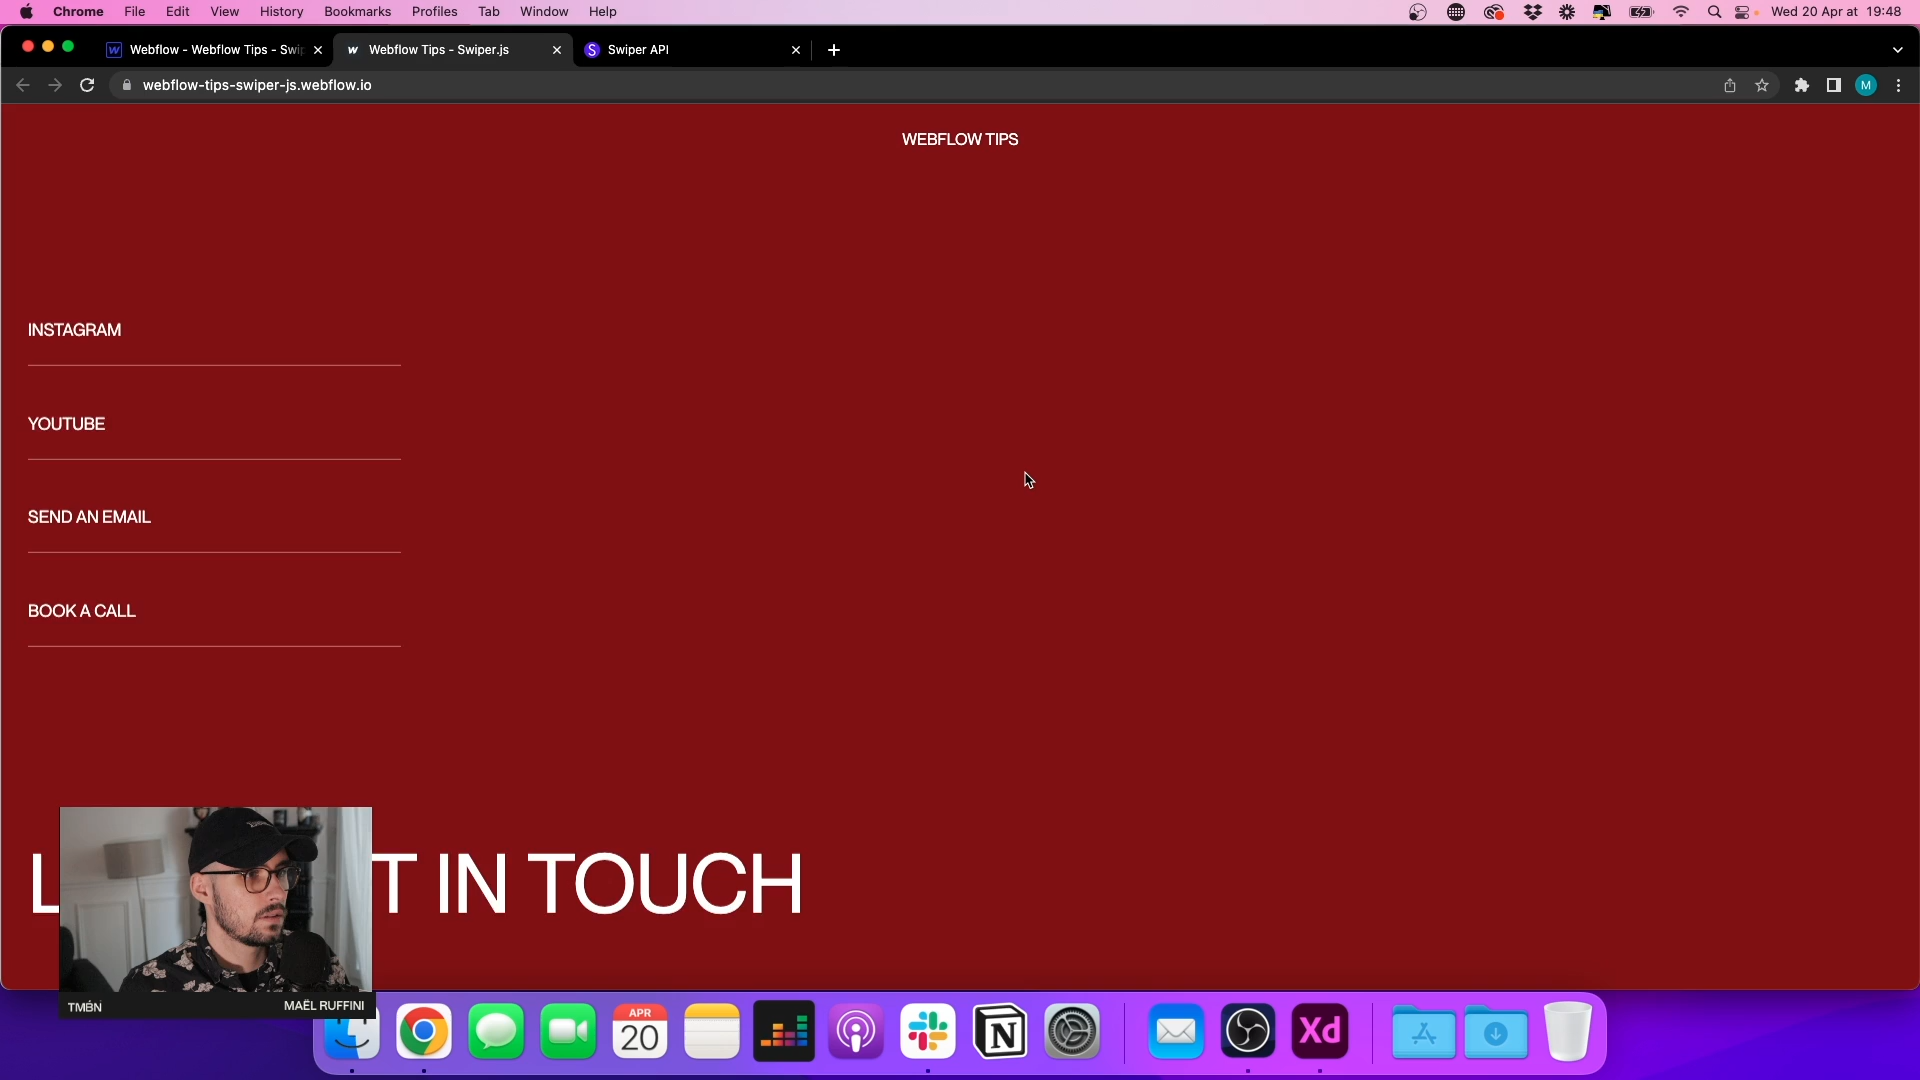 Chrome File Edit View History Bookmarks Profiles Tab Window Help Wed 20 Apr at 19:48
Webflow - Webflow Tips - Swi Webflow Tips - Swiper.js Swiper API
webflow-tips-swiper-js.webflow.io M
WEBFLOW TIPS
INSTAGRAM
YOUTUBE
SEND AN EMAIL
BOOK A CALL
L T IN TOUCH
MAËL RUFFINI
APR
20
Xd